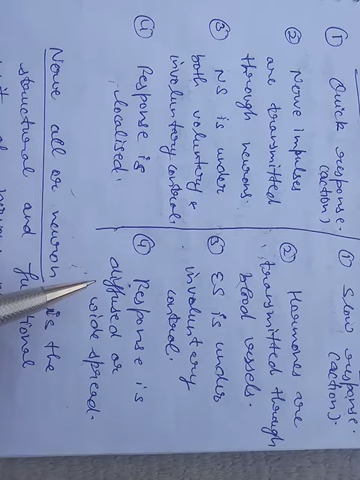 ① Quick response. (action)
② Nerve impulses
are transmitted
through neurons.
③ NS is under
both voluntary &
involuntary control.
④ Response is
localised.
① Slow response.
(action).
② Hormones are
transmitted through
blood vessels.
③ ES is under
involuntary
control.
④ Response is
diffused or
wide spread.
Nerve cell or neuron is the
structural and functional